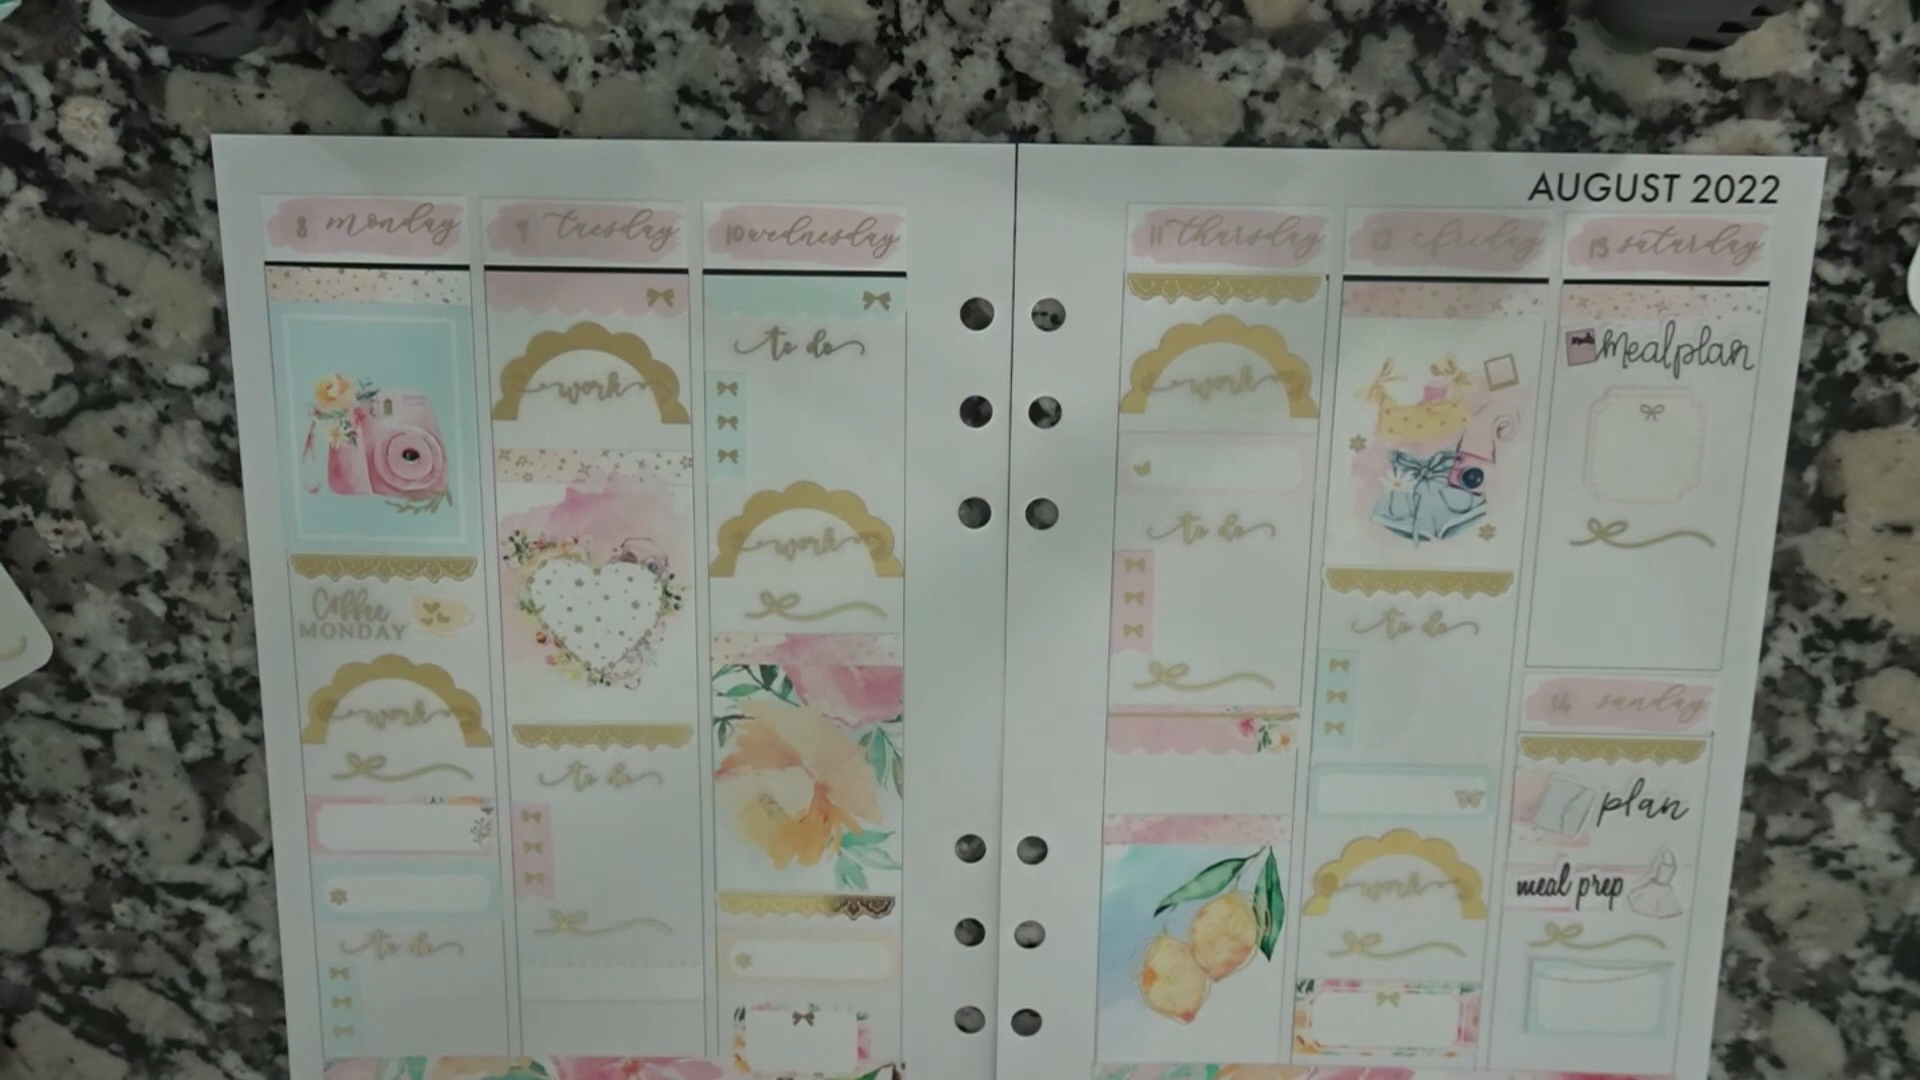 AUGUST 2022
8 monday
9 tuesday
10 wednesday
11 thursday
12 friday
13 saturday
work
to do
work
meal plan
to do
work
to do
Coffee
MONDAY
to do
work
14 sunday
to do
plan
work
meal prep
to do